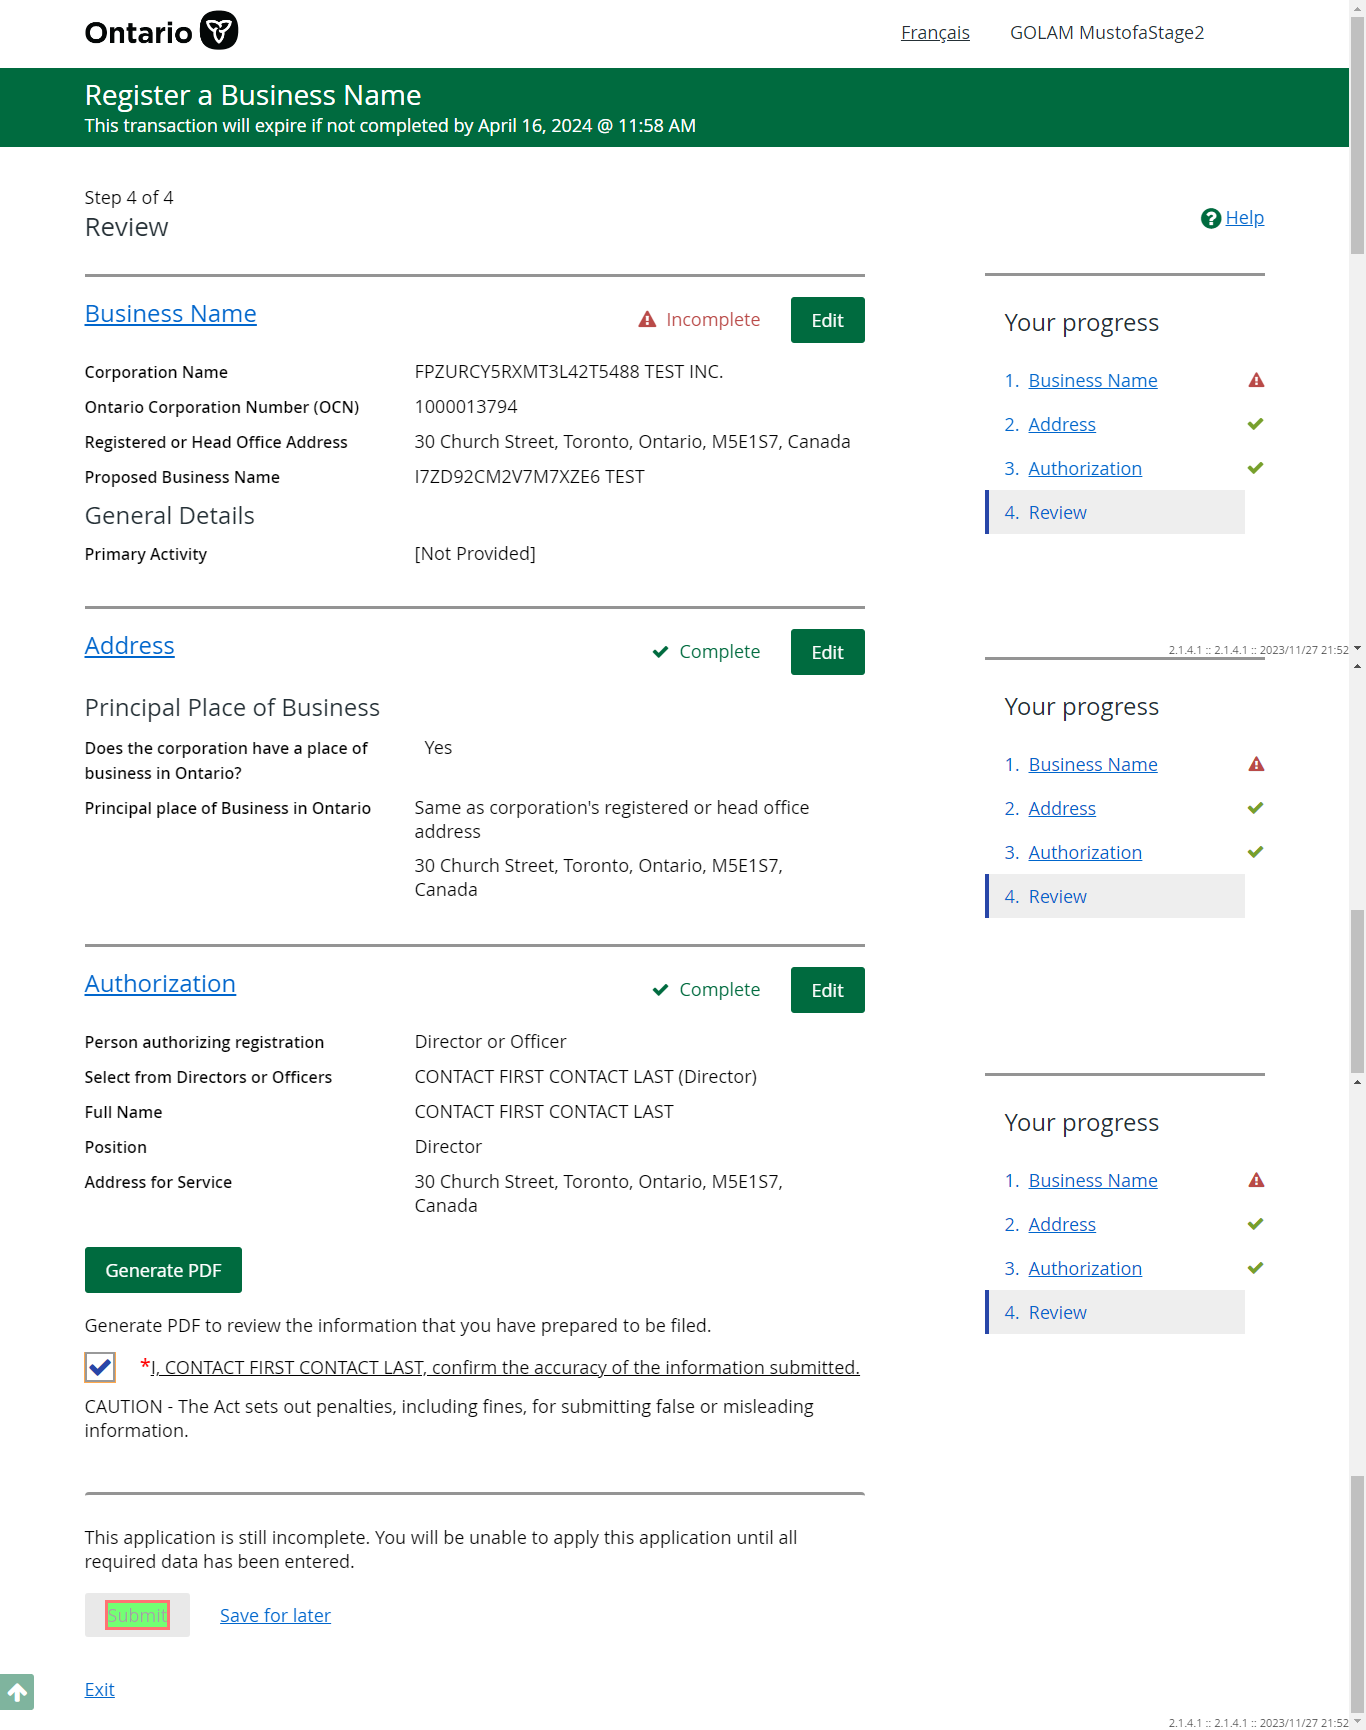 Ontario
Français
GOLAM MustofaStage2
Register a Business Name
This transaction will expire if not completed by April 16, 2024 @ 11:58 AM
Step 4 of 4
Review
Help
Business Name
Incomplete
Edit
Corporation Name
FPZURCY5RXMT3L42T5488 TEST INC.
Ontario Corporation Number (OCN)
1000013794
Registered or Head Office Address
30 Church Street, Toronto, Ontario, M5E1S7, Canada
Proposed Business Name
I7ZD92CM2V7M7XZE6 TEST
General Details
Primary Activity
[Not Provided]
Your progress
1. Business Name
2. Address
3. Authorization
4. Review
2.1.4.1 :: 2.1.4.1 :: 2023/11/27 21:52
Address
Complete
Edit
Principal Place of Business
Does the corporation have a place of
business in Ontario?
Yes
Principal place of Business in Ontario
Same as corporation's registered or head office
address
30 Church Street, Toronto, Ontario, M5E1S7,
Canada
Your progress
1. Business Name
2. Address
3. Authorization
4. Review
Authorization
Complete
Edit
Person authorizing registration
Director or Officer
Select from Directors or Officers
CONTACT FIRST CONTACT LAST (Director)
Full Name
CONTACT FIRST CONTACT LAST
Position
Director
Address for Service
30 Church Street, Toronto, Ontario, M5E1S7,
Canada
Your progress
1. Business Name
2. Address
3. Authorization
4. Review
Generate PDF
Generate PDF to review the information that you have prepared to be filed.
*I, CONTACT FIRST CONTACT LAST, confirm the accuracy of the information submitted.
CAUTION - The Act sets out penalties, including fines, for submitting false or misleading
information.
This application is still incomplete. You will be unable to apply this application until all
required data has been entered.
Submit
Save for later
Exit
2.1.4.1 :: 2.1.4.1 :: 2023/11/27 21:52